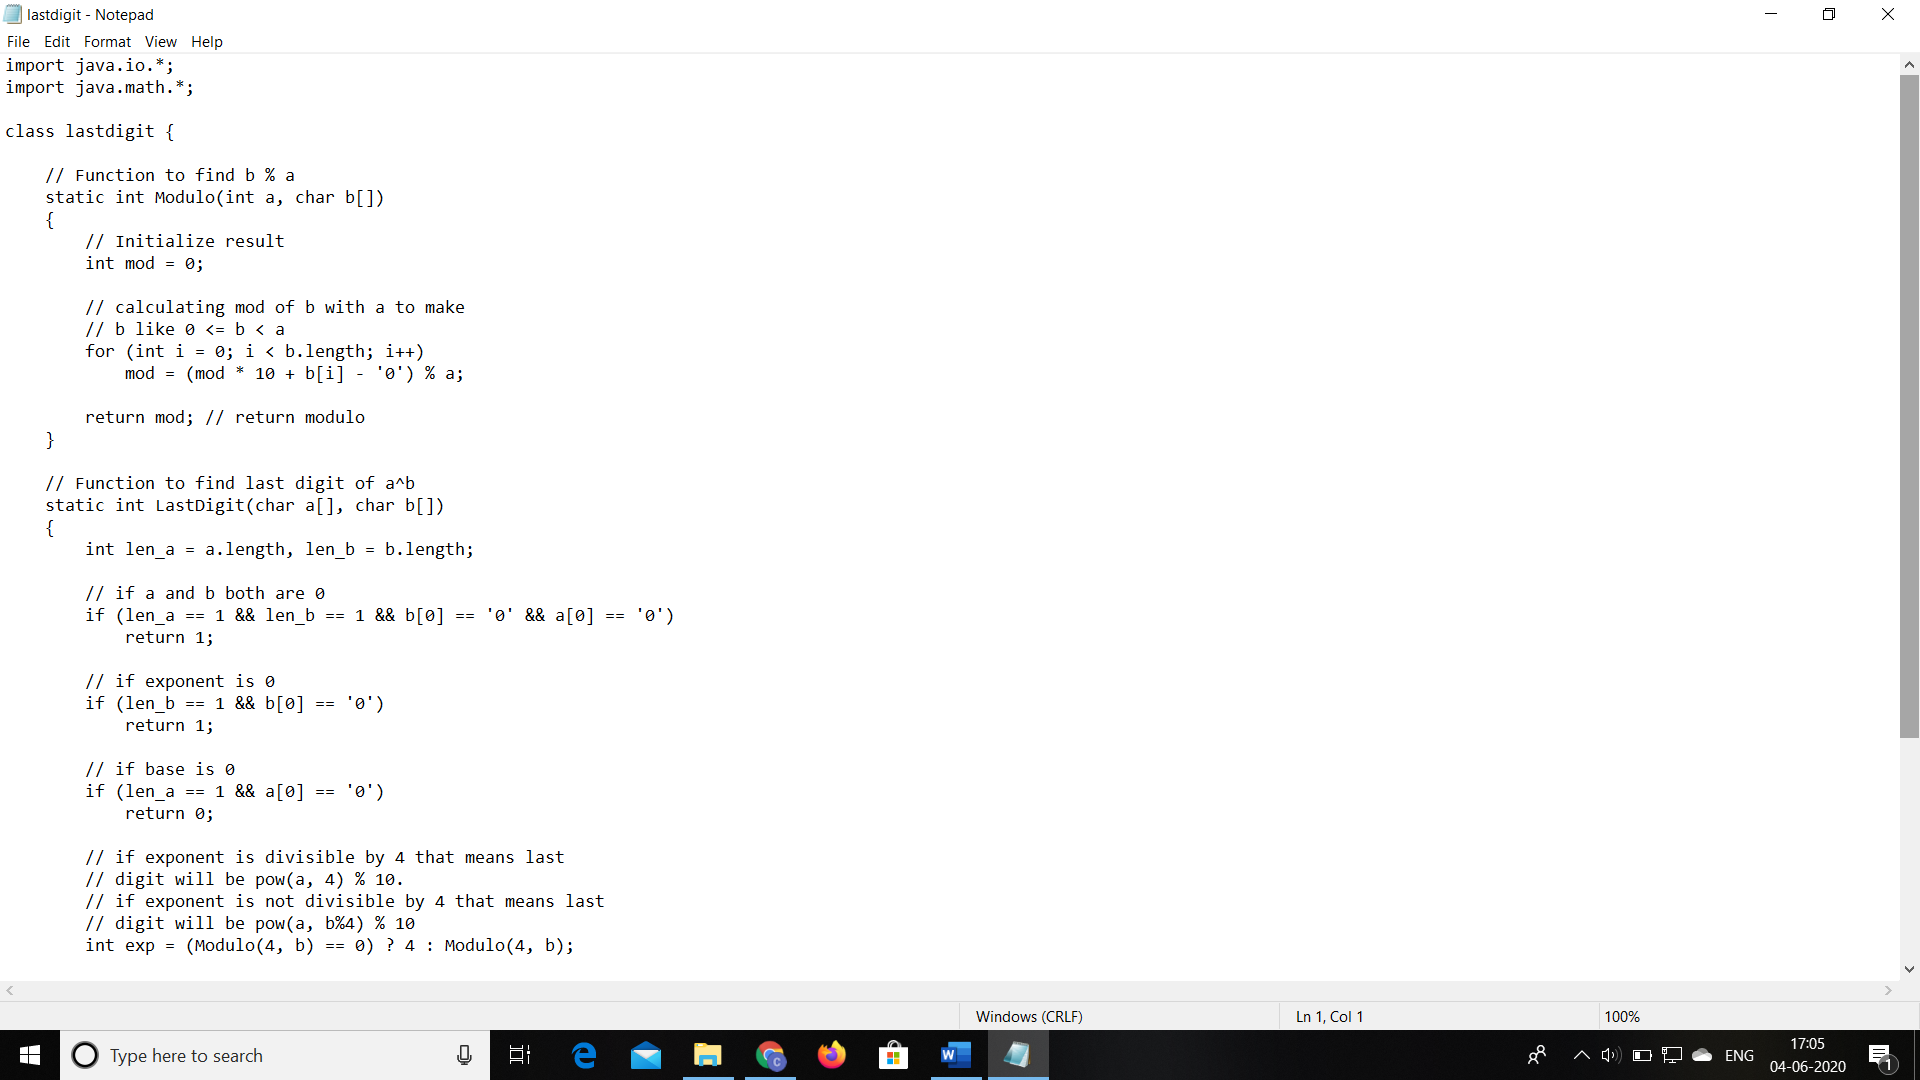 lastdigit - Notepad
File Edit Format View Help
import java.io.*;
import java.math.*;

class lastdigit {

    // Function to find b % a
    static int Modulo(int a, char b[])
    {
        // Initialize result
        int mod = 0;

        // calculating mod of b with a to make
        // b like 0 <= b < a
        for (int i = 0; i < b.length; i++)
            mod = (mod * 10 + b[i] - '0') % a;

        return mod; // return modulo
    }

    // Function to find last digit of a^b
    static int LastDigit(char a[], char b[])
    {
        int len_a = a.length, len_b = b.length;

        // if a and b both are 0
        if (len_a == 1 && len_b == 1 && b[0] == '0' && a[0] == '0')
            return 1;

        // if exponent is 0
        if (len_b == 1 && b[0] == '0')
            return 1;

        // if base is 0
        if (len_a == 1 && a[0] == '0')
            return 0;

        // if exponent is divisible by 4 that means last
        // digit will be pow(a, 4) % 10.
        // if exponent is not divisible by 4 that means last
        // digit will be pow(a, b%4) % 10
        int exp = (Modulo(4, b) == 0) ? 4 : Modulo(4, b);
Windows (CRLF) Ln 1, Col 1 100%
Type here to search
C
W
ENG
17:05
04-06-2020
1